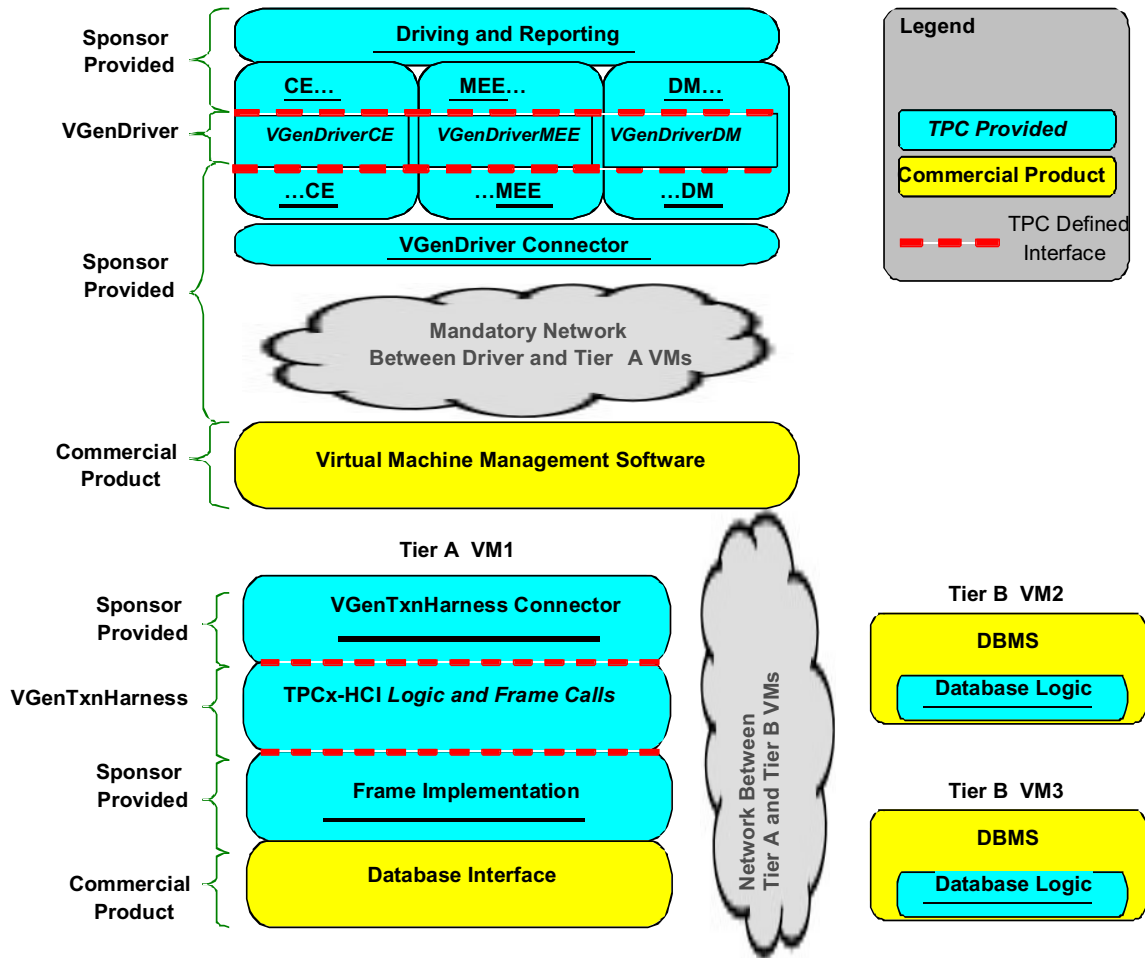 Sponsor
Provided
Driving and Reporting
CE...
MEE...
DM...
VGenDriver
VGenDriverCE
VGenDriverMEE
VGenDriverDM
...CE
...MEE
...DM
VGenDriver Connector
Sponsor
Provided
Mandatory Network
Between Driver and Tier A VMs
Commercial
Product
Virtual Machine Management Software
Legend
TPC Provided
Commercial Product
TPC Defined
Interface
Tier A VM1
Sponsor
Provided
VGenTxnHarness Connector
VGenTxnHarness
TPCx-HCI Logic and Frame Calls
Sponsor
Provided
Frame Implementation
Commercial
Product
Database Interface
Network Between
Tier A and Tier B VMs
Tier B VM2
DBMS
Database Logic
Tier B VM3
DBMS
Database Logic